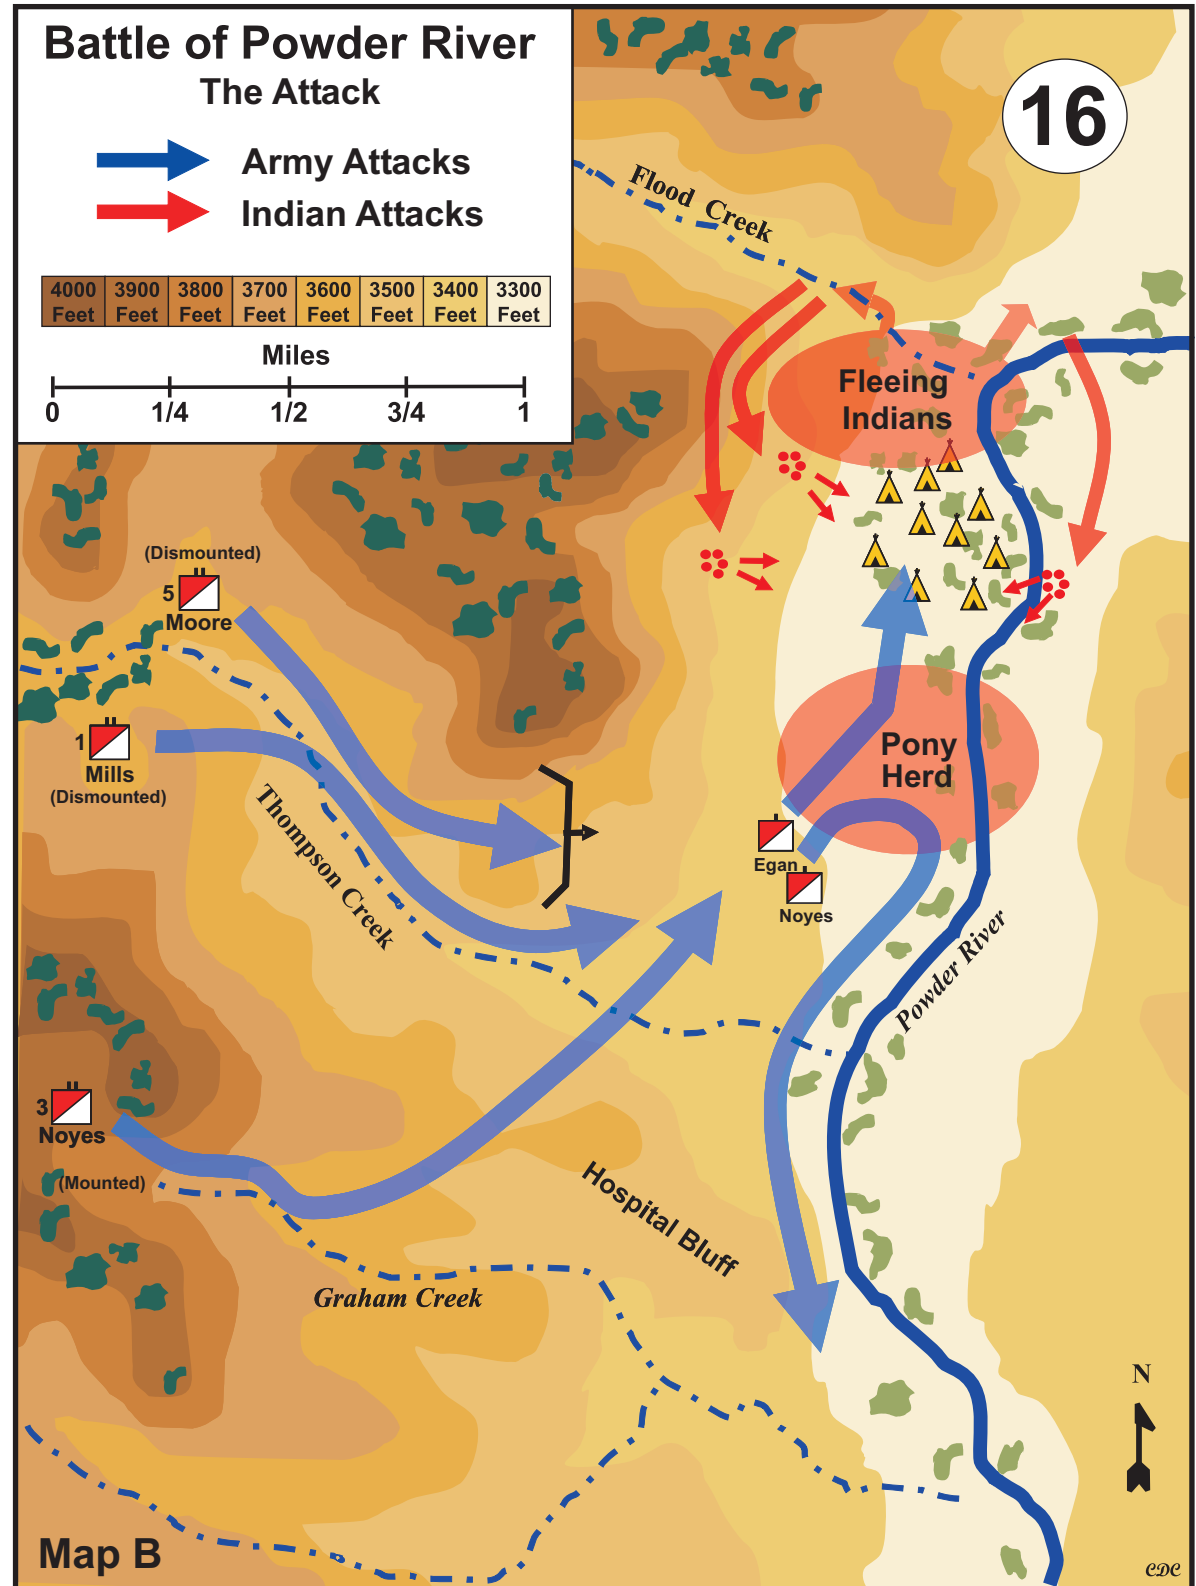 Battle of Powder River
The Attack
Army Attacks
Indian Attacks
4000 3900 3800 3700 3600 3500 3400 3300
Feet Feet Feet Feet Feet Feet Feet Feet
Miles
0 1/4 1/2 3/4 1
16
Flood Creek
Fleeing
Indians
(Dismounted)
5
Moore
1
Mills
(Dismounted)
Pony
Herd
Thompson Creek
Egan
Noyes
Powder River
3
Noyes
(Mounted)
Hospital Bluff
Graham Creek
N
Map B
CDC